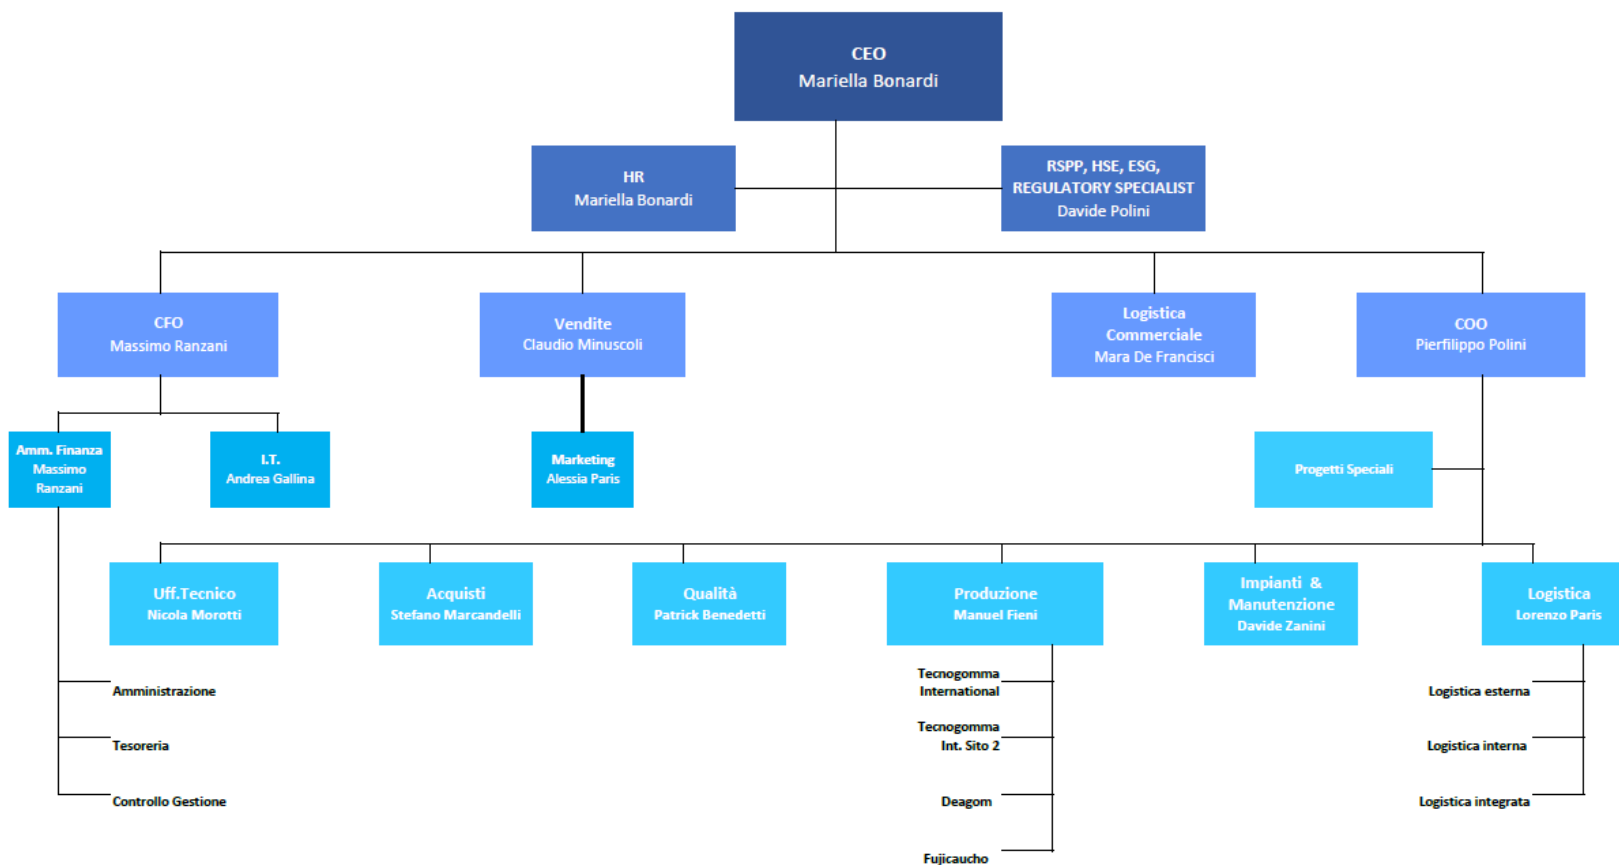 CEO
Mariella Bonardi
HR
Mariella Bonardi
RSPP, HSE, ESG,
REGULATORY SPECIALIST
Davide Polini
CFO
Massimo Ranzani
Vendite
Claudio Minuscoli
Logistica
Commerciale
Mara De Francisci
COO
Pierfilippo Polini
Amm. Finanza
Massimo
Ranzani
I.T.
Andrea Gallina
Marketing
Alessia Paris
Progetti Speciali
Uff.Tecnico
Nicola Morotti
Acquisti
Stefano Marcandelli
Qualità
Patrick Benedetti
Produzione
Manuel Fieni
Impianti &
Manutenzione
Davide Zanini
Logistica
Lorenzo Paris
Amministrazione
Tesoreria
Controllo Gestione
Tecnogomma
International
Tecnogomma
Int. Sito 2
Deagom
Fujicaucho
Logistica esterna
Logistica interna
Logistica integrata